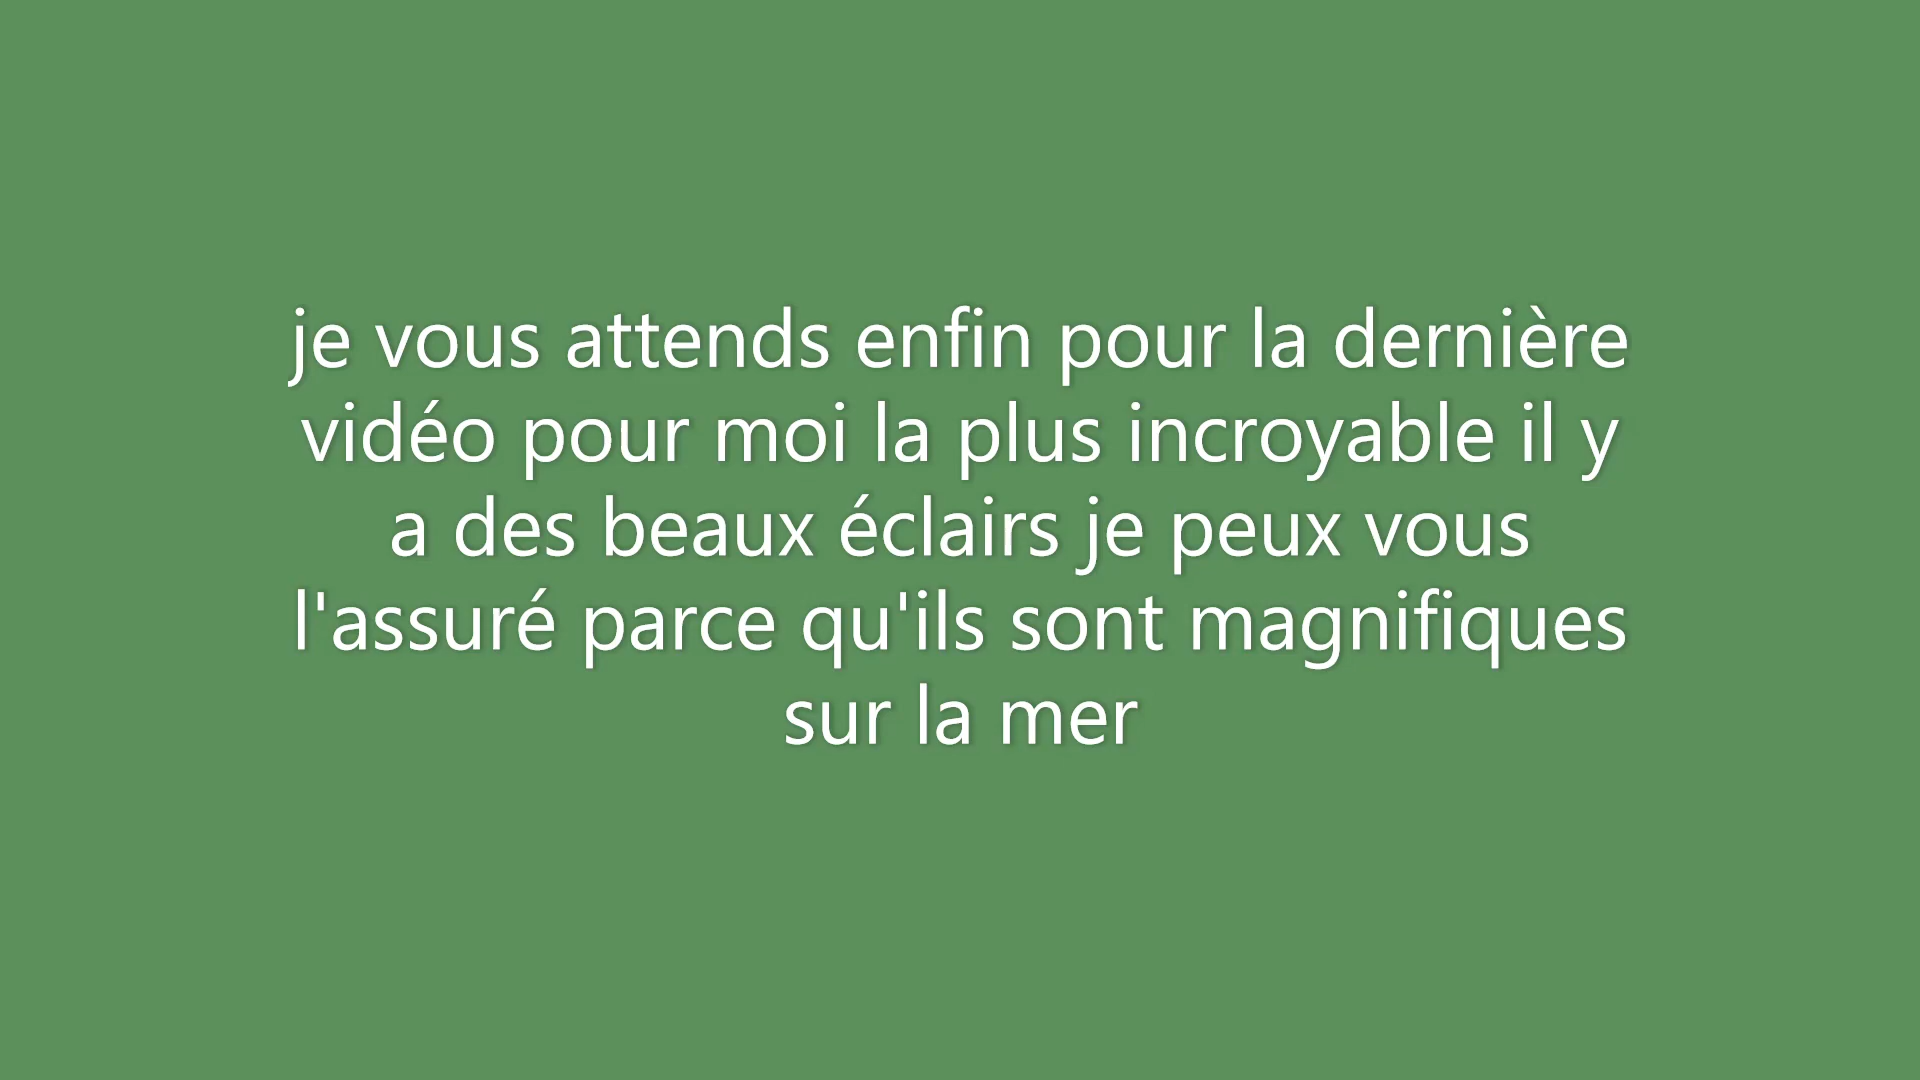 je vous attends enfin pour la dernière
vidéo pour moi la plus incroyable il y
a des beaux éclairs je peux vous
l'assuré parce qu'ils sont magnifiques
sur la mer